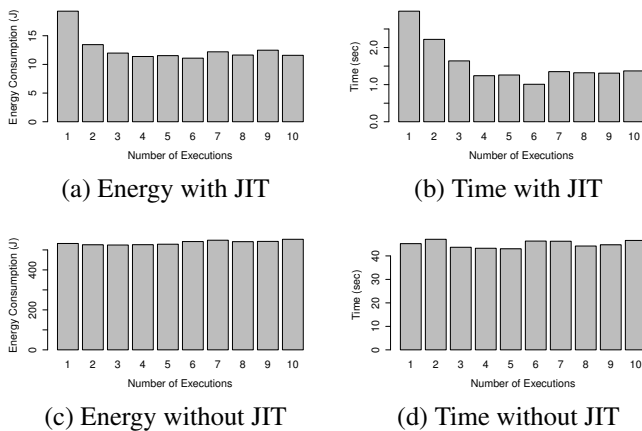 Energy Consumption (J)
0 5 10 15
1 2 3 4 5 6 7 8 9 10
Number of Executions
(a) Energy with JIT
Time (sec)
0.0 1.0 2.0
1 2 3 4 5 6 7 8 9 10
Number of Executions
(b) Time with JIT
Energy Consumption (J)
0 200 400
1 2 3 4 5 6 7 8 9 10
Number of Executions
(c) Energy without JIT
Time (sec)
0 10 20 30 40
1 2 3 4 5 6 7 8 9 10
Number of Executions
(d) Time without JIT